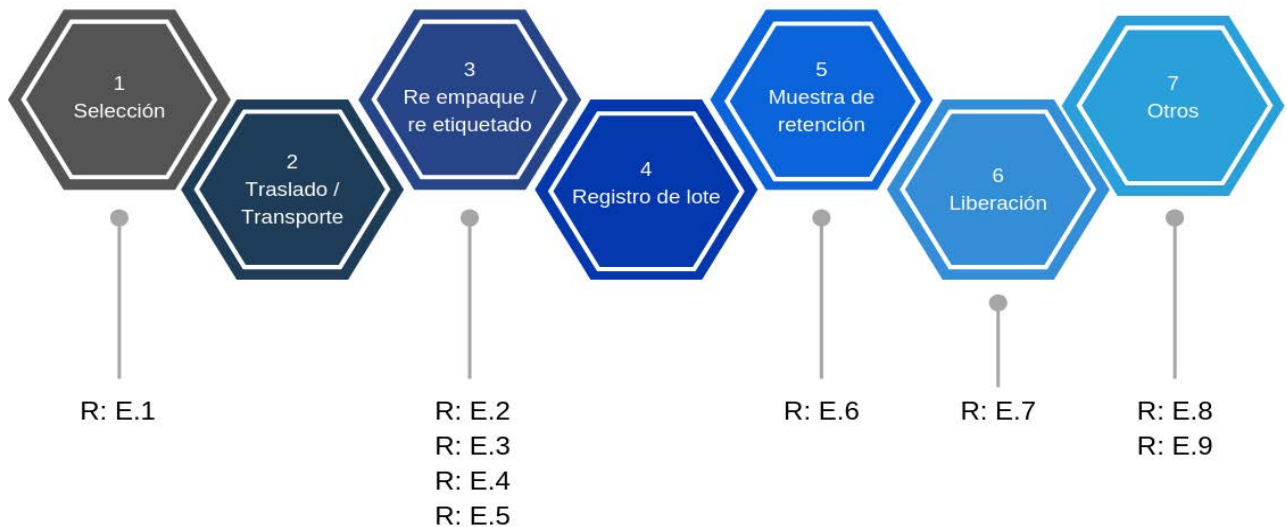 1
Selección
2
Traslado /
Transporte
3
Re empaque /
re etiquetado
4
Registro de lote
5
Muestra de
retención
6
Liberación
7
Otros
R: E.1
R: E.2
R: E.3
R: E.4
R: E.5
R: E.6
R: E.7
R: E.8
R: E.9